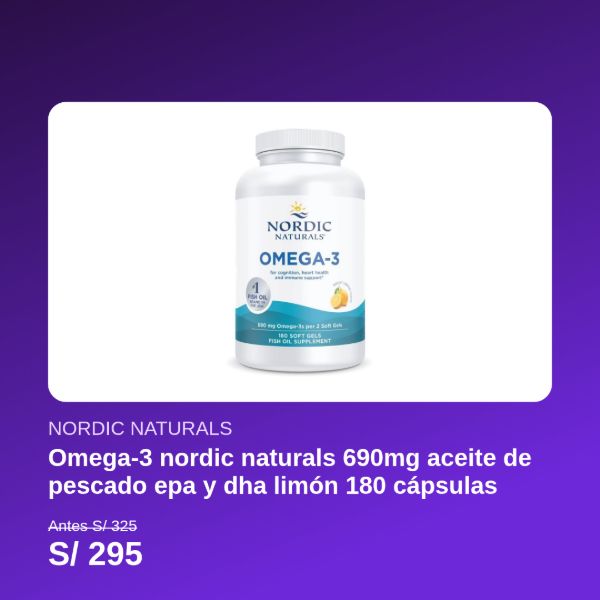 NORDIC
NATURALS
OMEGA-3
for cognition, heart health
and immune support*
#1
FISH OIL
690 mg Omega-3s per 2 Soft Gels
180 SOFT GELS
FISH OIL SUPPLEMENT
NORDIC NATURALS
Omega-3 nordic naturals 690mg aceite de
pescado epa y dha limón 180 cápsulas
Antes S/ 325
S/ 295